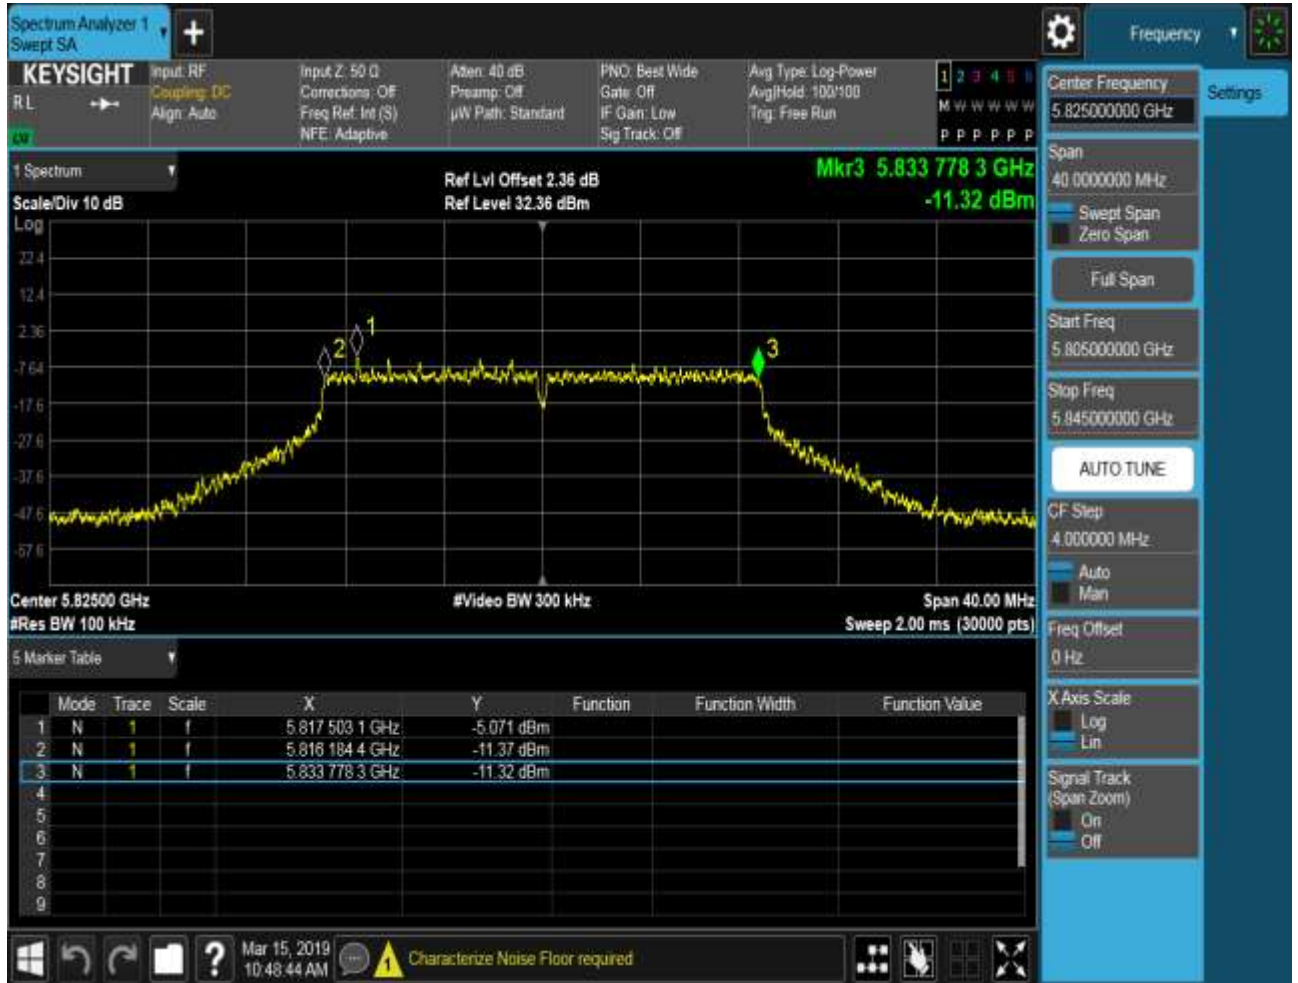 Spectrum Analyzer 1
Swept SA
Frequency
KEYSIGHT
R L
Input: RF
Coupling: DC
Align: Auto
Input Z: 50 Ω
Corrections: Off
Freq Ref: Int (S)
NFE: Adaptive
Atten: 40 dB
Preamp: Off
µW Path: Standard
PNO: Best Wide
Gate: Off
IF Gain: Low
Sig Track: Off
Avg Type: Log-Power
Avg|Hold: 100/100
Trig: Free Run
1 2 3 4 5 6
M W W W W W
P P P P P P
1 Spectrum
Scale/Div 10 dB
Ref Lvl Offset 2.36 dB
Ref Level 32.36 dBm
Mkr3 5.833 778 3 GHz
-11.32 dBm
Log
22.4
12.4
2.36
-7.64
-17.6
-27.6
-37.6
-47.6
-57.6
1
2
3
Center 5.82500 GHz
#Video BW 300 kHz
Span 40.00 MHz
#Res BW 100 kHz
Sweep 2.00 ms (30000 pts)
5 Marker Table
Mode Trace Scale X Y Function Function Width Function Value
1 N 1 f 5.817 503 1 GHz -5.071 dBm
2 N 1 f 5.816 184 4 GHz -11.37 dBm
3 N 1 f 5.833 778 3 GHz -11.32 dBm
4
5
6
7
8
9
Mar 15, 2019
10:48:44 AM
1
Characterize Noise Floor required
Center Frequency
5.825000000 GHz
Settings
Span
40.0000000 MHz
Swept Span
Zero Span
Full Span
Start Freq
5.805000000 GHz
Stop Freq
5.845000000 GHz
AUTO TUNE
CF Step
4.000000 MHz
Auto
Man
Freq Offset
0 Hz
X Axis Scale
Log
Lin
Signal Track
(Span Zoom)
On
Off